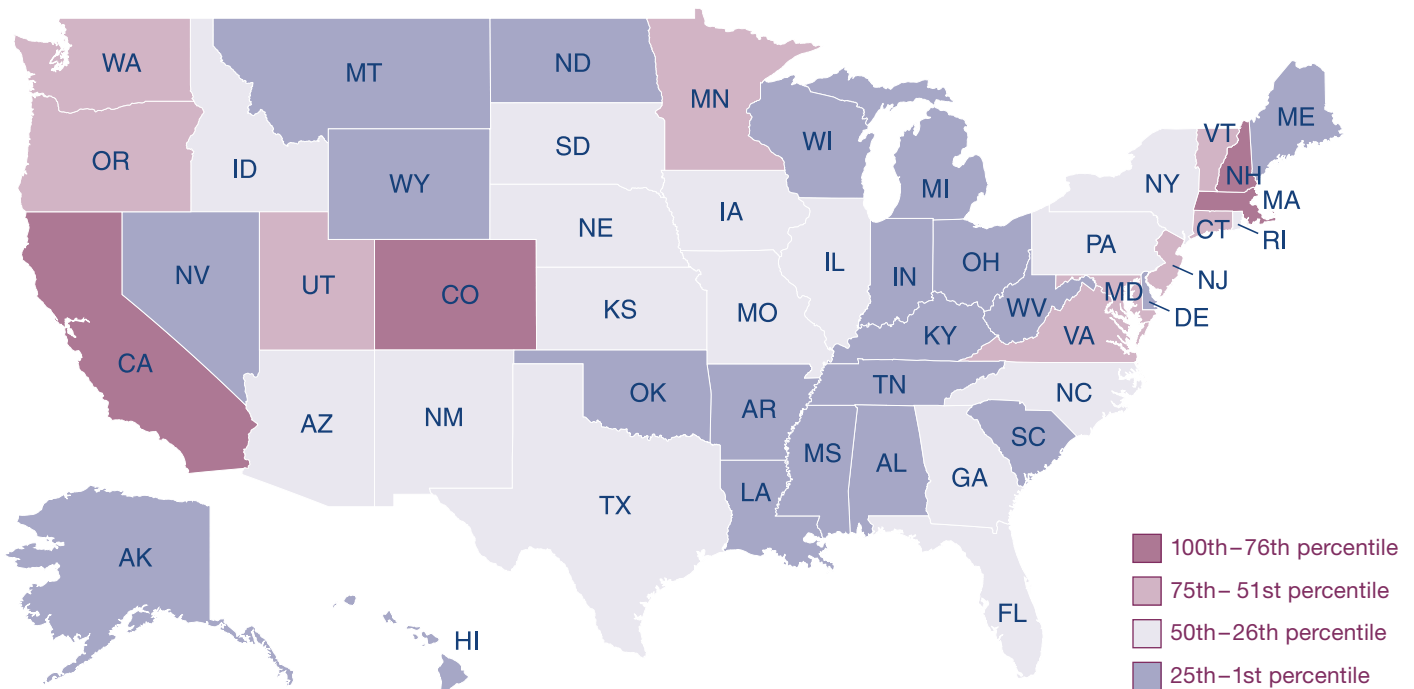 WA
MT
ND
MN
ME
VT
OR
ID
SD
WI
NH
WY
MI
NY
MA
IA
NE
CT
RI
PA
NV
UT
CO
IL
IN
OH
NJ
KS
MO
MD
DE
WV
VA
KY
CA
TN
NC
OK
AR
AZ
NM
SC
MS
AL
GA
LA
TX
AK
FL
HI
100th–76th percentile
75th–51st percentile
50th–26th percentile
25th–1st percentile